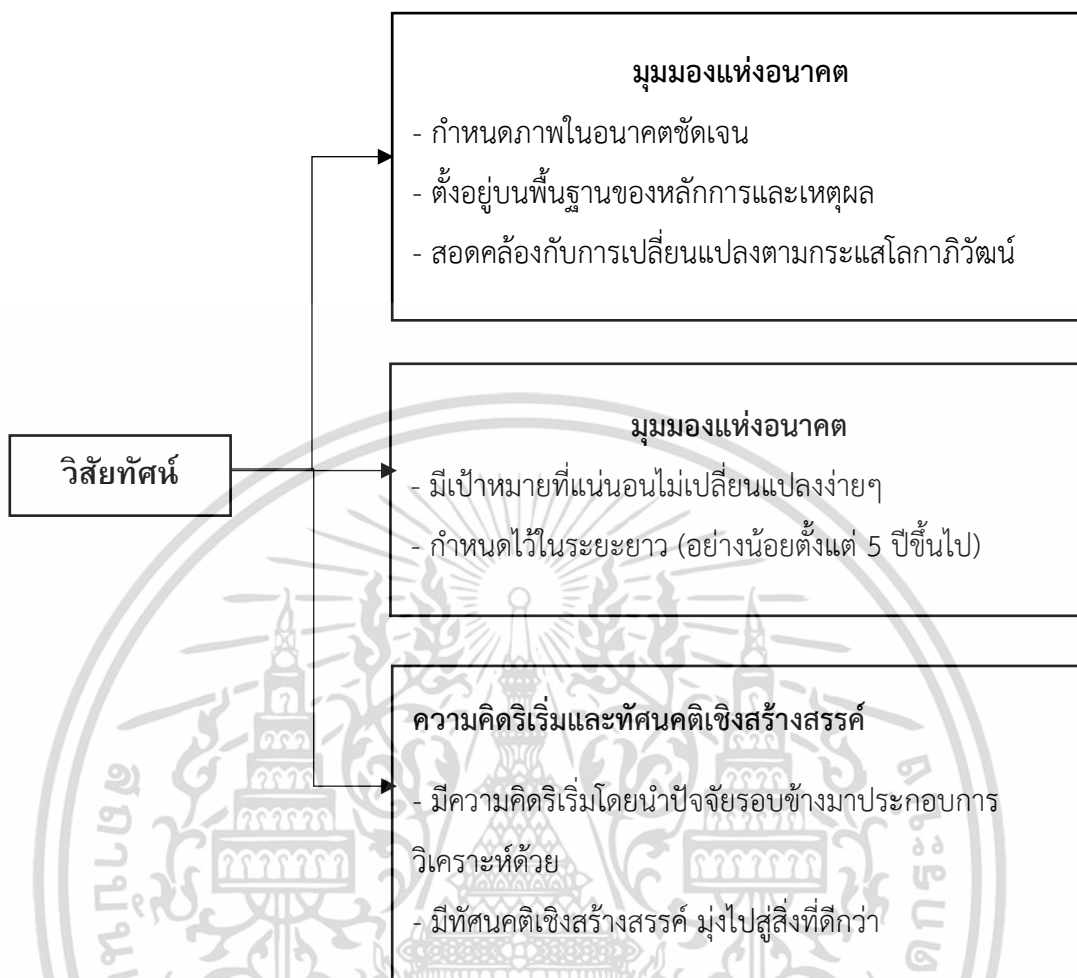 มุมมองแห่งอนาคต
- กำหนดภาพในอนาคตชัดเจน
- ตั้งอยู่บนพื้นฐานของหลักการและเหตุผล
- สอดคล้องกับการเปลี่ยนแปลงตามกระแสโลกาภิวัฒน์
วิสัยทัศน์
มุมมองแห่งอนาคต
- มีเป้าหมายที่แน่นอนไม่เปลี่ยนแปลงง่ายๆ
- กำหนดไว้ในระยะยาว (อย่างน้อยตั้งแต่ 5 ปีขึ้นไป)
ความคิดริเริ่มและทัศนคติเชิงสร้างสรรค์
- มีความคิดริเริ่มโดยนำปัจจัยรอบข้างมาประกอบการ
วิเคราะห์ด้วย
- มีทัศนคติเชิงสร้างสรรค์ มุ่งไปสู่สิ่งที่ดีกว่า